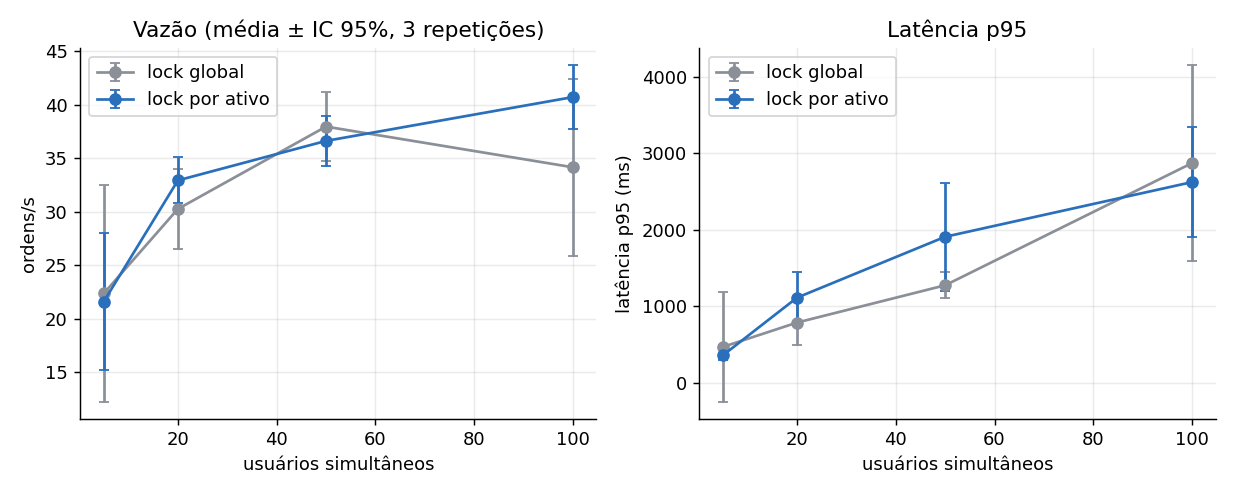 Vazão (média ± IC 95%, 3 repetições)
lock global
lock por ativo
ordens/s
45
40
35
30
25
20
15
20
40
60
80
100
usuários simultâneos
Latência p95
lock global
lock por ativo
latência p95 (ms)
4000
3000
2000
1000
0
20
40
60
80
100
usuários simultâneos